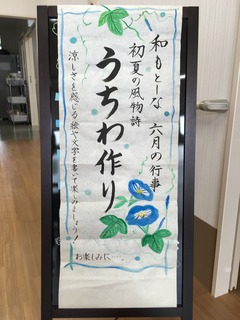 和もとーな 六月の行事
初夏の風物詩
うちわ作り
涼しさを感じる絵や文字を書いて楽しみましょう!
お楽しみに……